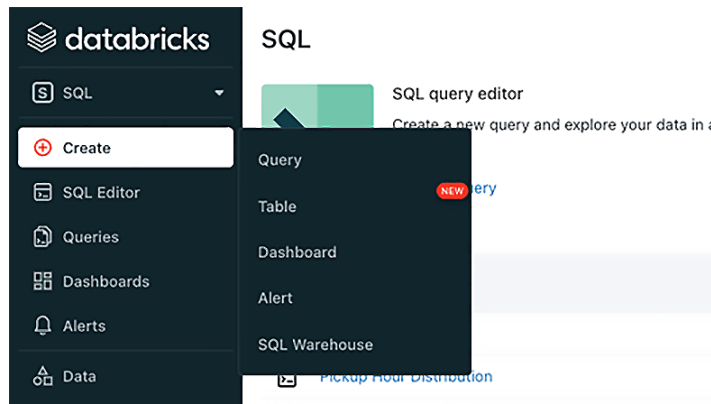 databricks
S SQL
Create
SQL Editor
Queries
Dashboards
Alerts
Data
SQL
SQL query editor
Create a new query and explore your data in a
ery
Query
Table NEW
Dashboard
Alert
SQL Warehouse
Pickup Hour Distribution